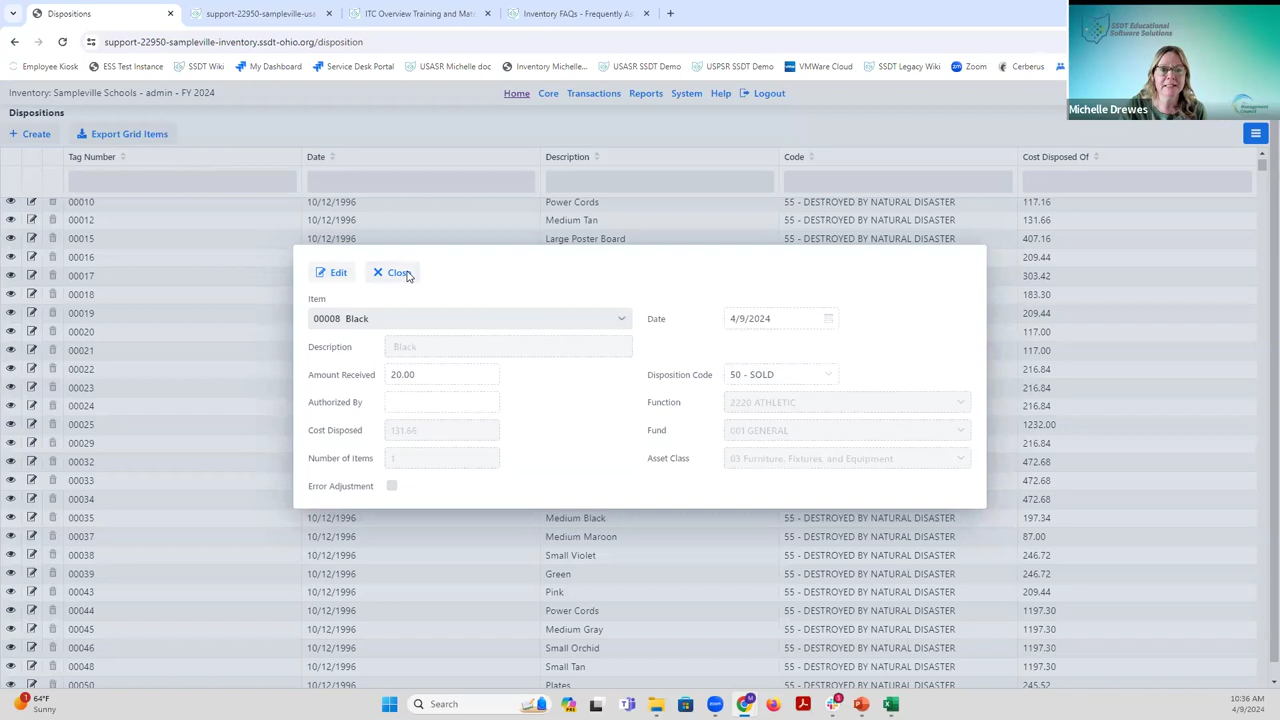 Dispositions
support-22950-sampleville-usa
ITC Overview Training and Mate
Inventory FAQs - Frequently As
support-22950-sampleville-inventory.ssdt-ohio.org/disposition
Employee Kiosk
ESS Test Instance
SSDT Wiki
My Dashboard
Service Desk Portal
USASR Michelle doc
Inventory Michelle...
USASR SSDT Demo
USPSR SSDT Demo
VMWare Cloud
SSDT Legacy Wiki
Zoom
Cerberus
SSDT Educational
Software Solutions
Michelle Drewes
Inventory: Sampleville Schools - admin - FY 2024
Home Core Transactions Reports System Help Logout
Dispositions
Create Export Grid Items
Tag Number Date Description Code Cost Disposed Of
00010 10/12/1996 Power Cords 55 - DESTROYED BY NATURAL DISASTER 117.16
00012 10/12/1996 Medium Tan 55 - DESTROYED BY NATURAL DISASTER 131.66
00015 10/12/1996 Large Poster Board 55 - DESTROYED BY NATURAL DISASTER 407.16
00016 209.44
00017 303.42
00018 183.30
00019 209.44
00020 117.00
00021 117.00
00022 216.84
00023 216.84
00024 216.84
00025 1232.00
00029 216.84
00032 472.68
00033 472.68
00034 472.68
Edit Close
Item
00008 Black
Date 4/9/2024
Description Black
Amount Received 20.00
Disposition Code 50 - SOLD
Authorized By
Function 2220 ATHLETIC
Cost Disposed 131.66
Fund 001 GENERAL
Number of Items 1
Asset Class 03 Furniture, Fixtures, and Equipment
Error Adjustment
00035 10/12/1996 Medium Black 55 - DESTROYED BY NATURAL DISASTER 197.34
00037 10/12/1996 Medium Maroon 55 - DESTROYED BY NATURAL DISASTER 87.00
00038 10/12/1996 Small Violet 55 - DESTROYED BY NATURAL DISASTER 246.72
00039 10/12/1996 Green 55 - DESTROYED BY NATURAL DISASTER 246.72
00043 10/12/1996 Pink 55 - DESTROYED BY NATURAL DISASTER 209.44
00044 10/12/1996 Power Cords 55 - DESTROYED BY NATURAL DISASTER 1197.30
00045 10/12/1996 Medium Gray 55 - DESTROYED BY NATURAL DISASTER 1197.30
00046 10/12/1996 Small Orchid 55 - DESTROYED BY NATURAL DISASTER 1197.30
00048 10/12/1996 Small Tan 55 - DESTROYED BY NATURAL DISASTER 1197.30
00050 10/12/1996 Plates 55 - DESTROYED BY NATURAL DISASTER 245.52
64°F
Sunny
Search
10:36 AM
4/9/2024